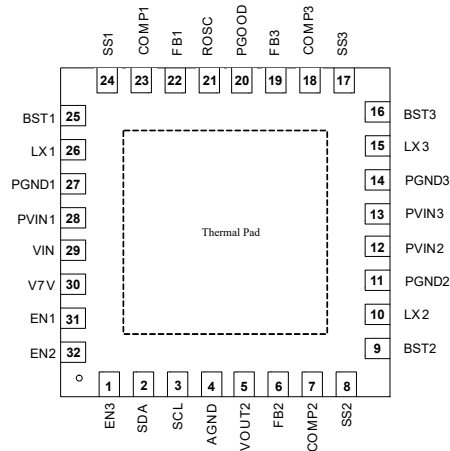 SS1
COMP1
FB1
ROSC
PGOOD
FB3
COMP3
SS3
24
23
22
21
20
19
18
17
BST1 25
LX1 26
PGND1 27
PVIN1 28
VIN 29
V7V 30
EN1 31
EN2 32
Thermal Pad
16 BST3
15 LX3
14 PGND3
13 PVIN3
12 PVIN2
11 PGND2
10 LX2
9 BST2
1
2
3
4
5
6
7
8
EN3
SDA
SCL
AGND
VOUT2
FB2
COMP2
SS2